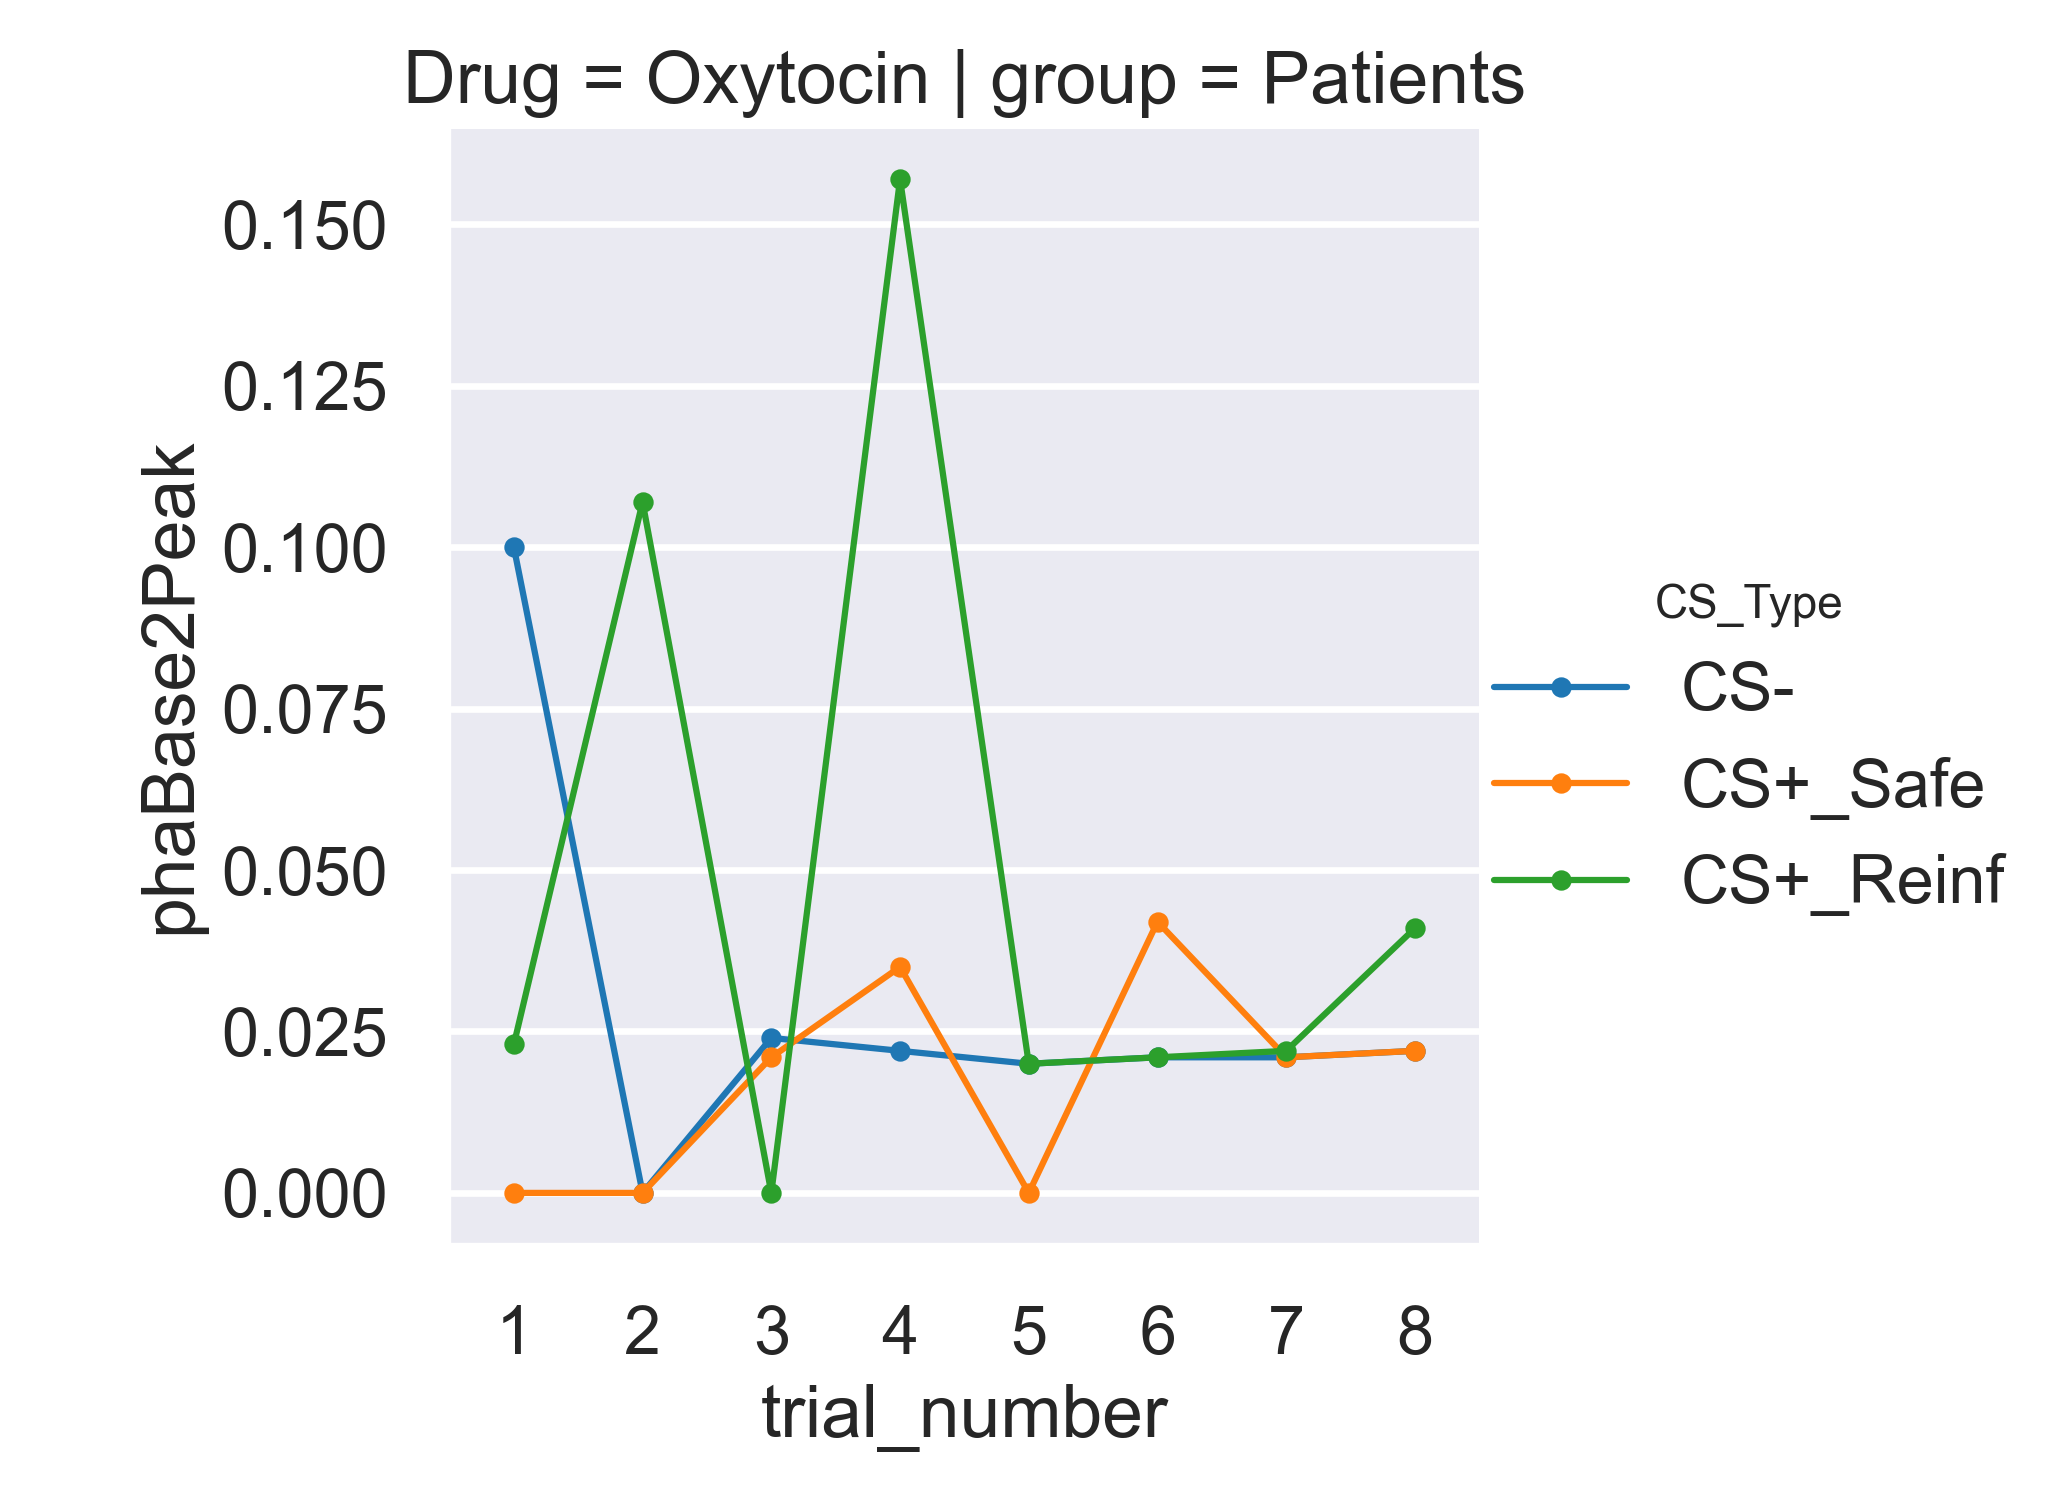 Drug = Oxytocin | group = Patients
0.150
0.125
0.100
0.075
0.050
0.025
0.000
phaBase2Peak
1 2 3 4 5 6 7 8
trial_number
CS_Type
CS-
CS+_Safe
CS+_Reinf